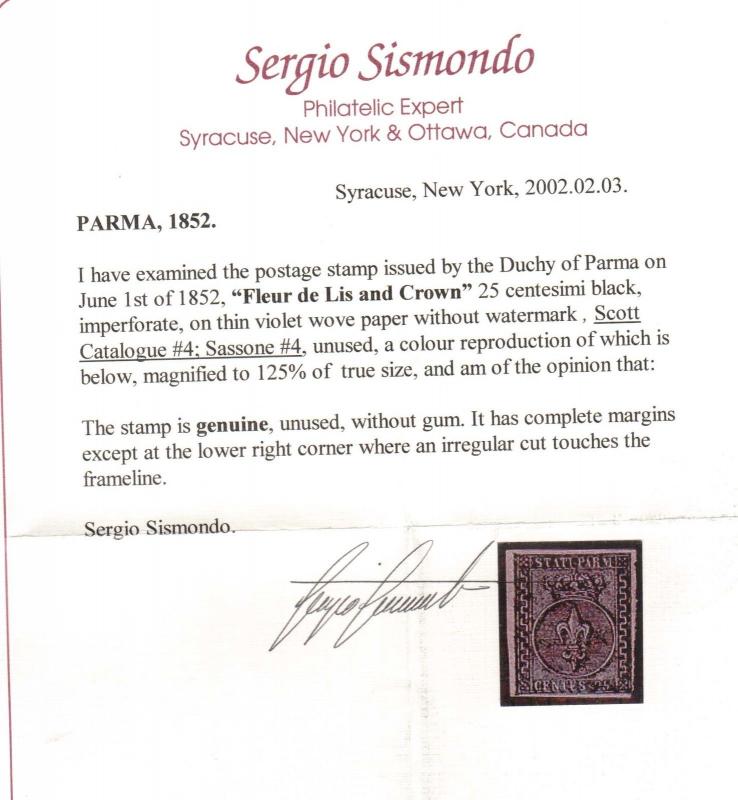 Sergio Sismondo
Philatelic Expert
Syracuse, New York & Ottawa, Canada
Syracuse, New York, 2002.02.03.
PARMA, 1852.
I have examined the postage stamp issued by the Duchy of Parma on
June 1st of 1852, “Fleur de Lis and Crown” 25 centesimi black,
imperforate, on thin violet wove paper without watermark , Scott
Catalogue #4; Sassone #4, unused, a colour reproduction of which is
below, magnified to 125% of true size, and am of the opinion that:
The stamp is genuine, unused, without gum. It has complete margins
except at the lower right corner where an irregular cut touches the
frameline.
Sergio Sismondo.
Sergio Sismondo
STATI PARM
CENTES 25